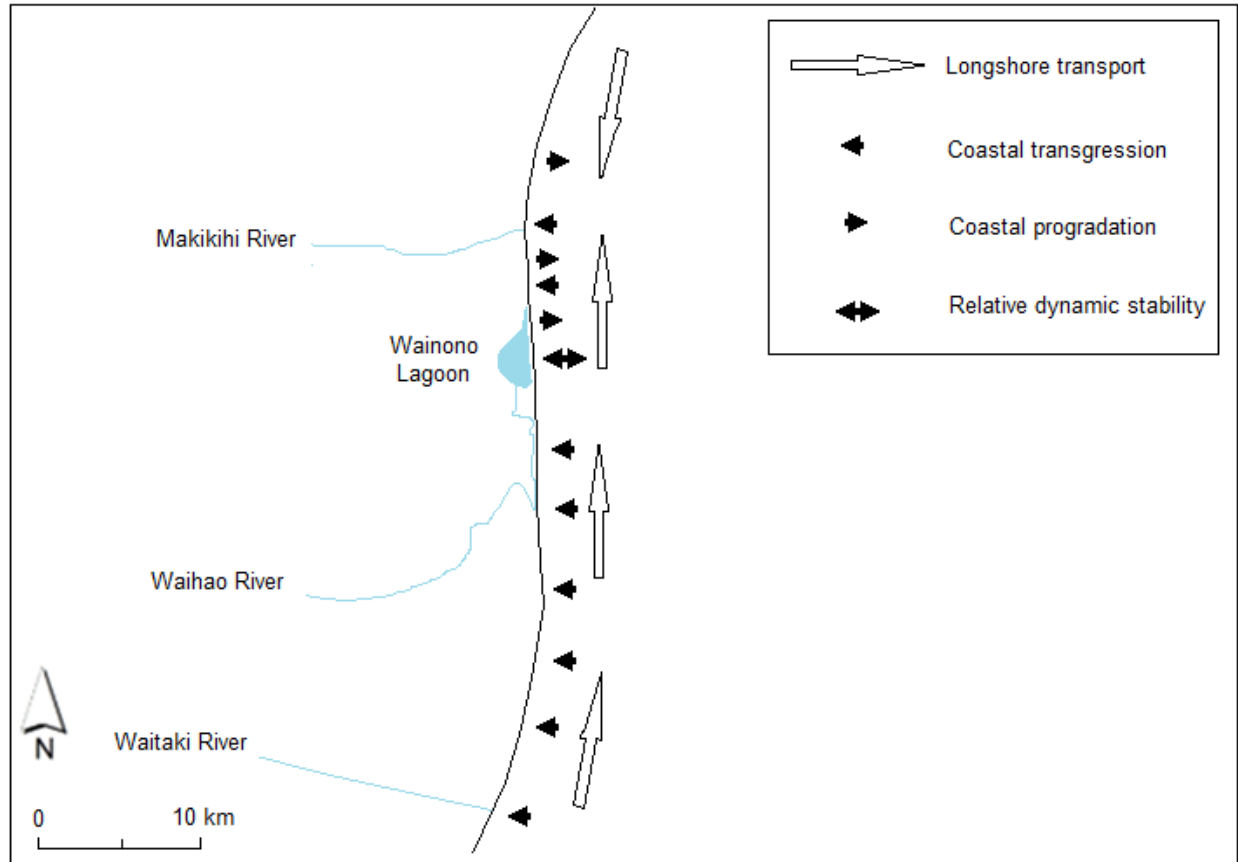 Longshore transport
Coastal transgression
Coastal progradation
Relative dynamic stability
Makikihi River
Wainono
Lagoon
Waihao River
Waitaki River
N
0 10 km